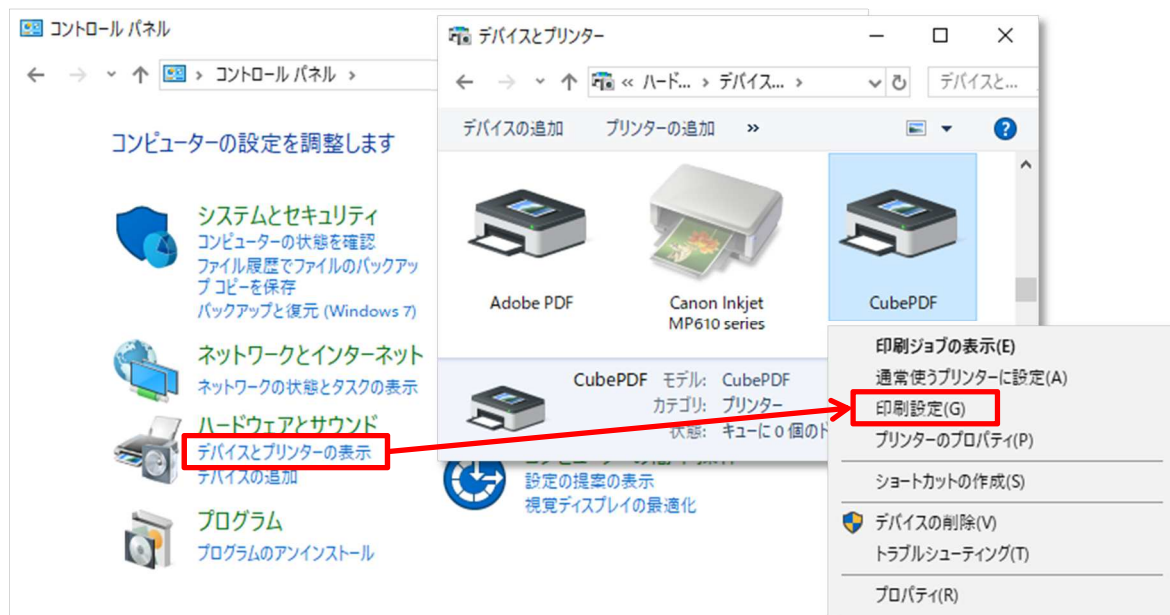 コントロール パネル
コントロール パネル
コンピューターの設定を調整します
システムとセキュリティ
コンピューターの状態を確認
ファイル履歴でファイルのバックアッ
プ コピーを保存
バックアップと復元 (Windows 7)
ネットワークとインターネット
ネットワークの状態とタスクの表示
ハードウェアとサウンド
デバイスとプリンターの表示
デバイスの追加
プログラム
プログラムのアンインストール
デバイスとプリンター
« ハード... › デバイス... ›
デバイスと...
デバイスの追加
プリンターの追加
»
Adobe PDF
Canon Inkjet
MP610 series
CubePDF
CubePDF モデル: CubePDF
カテゴリ: プリンター
状態: キューに 0 個のド
設定の提案の表示
視覚ディスプレイの最適化
印刷ジョブの表示(E)
通常使うプリンターに設定(A)
印刷設定(G)
プリンターのプロパティ(P)
ショートカットの作成(S)
デバイスの削除(V)
トラブルシューティング(T)
プロパティ(R)